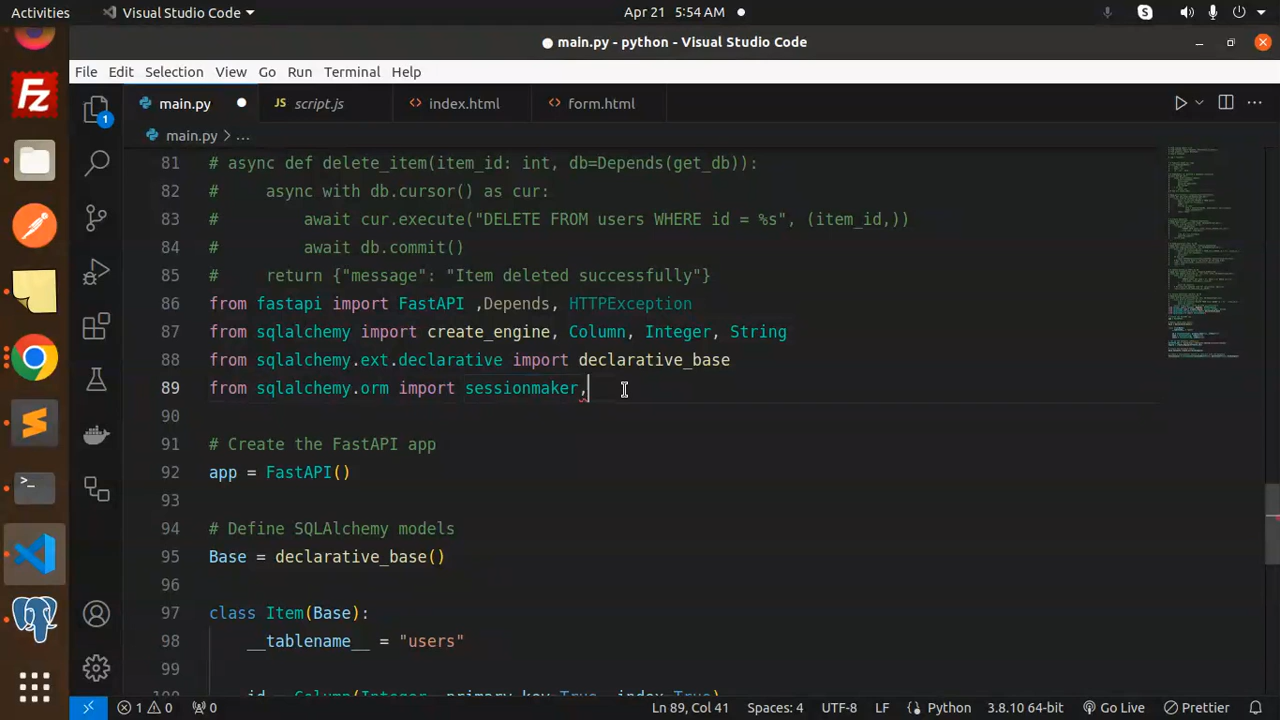 Activities
Visual Studio Code
Apr 21 5:54 AM
main.py - python - Visual Studio Code
File Edit Selection View Go Run Terminal Help
main.py
JS script.js
<> index.html
<> form.html
main.py > ...
81 # async def delete_item(item_id: int, db=Depends(get_db)):
82 #     async with db.cursor() as cur:
83 #         await cur.execute("DELETE FROM users WHERE id = %s", (item_id,))
84 #         await db.commit()
85 #     return {"message": "Item deleted successfully"}
86 from fastapi import FastAPI ,Depends, HTTPException
87 from sqlalchemy import create_engine, Column, Integer, String
88 from sqlalchemy.ext.declarative import declarative_base
89 from sqlalchemy.orm import sessionmaker,
90
91 # Create the FastAPI app
92 app = FastAPI()
93
94 # Define SQLAlchemy models
95 Base = declarative_base()
96
97 class Item(Base):
98     __tablename__ = "users"
99
100     id = Column(Integer, primary_key=True, index=True)
1 0 0 Ln 89, Col 41 Spaces: 4 UTF-8 LF Python 3.8.10 64-bit Go Live Prettier